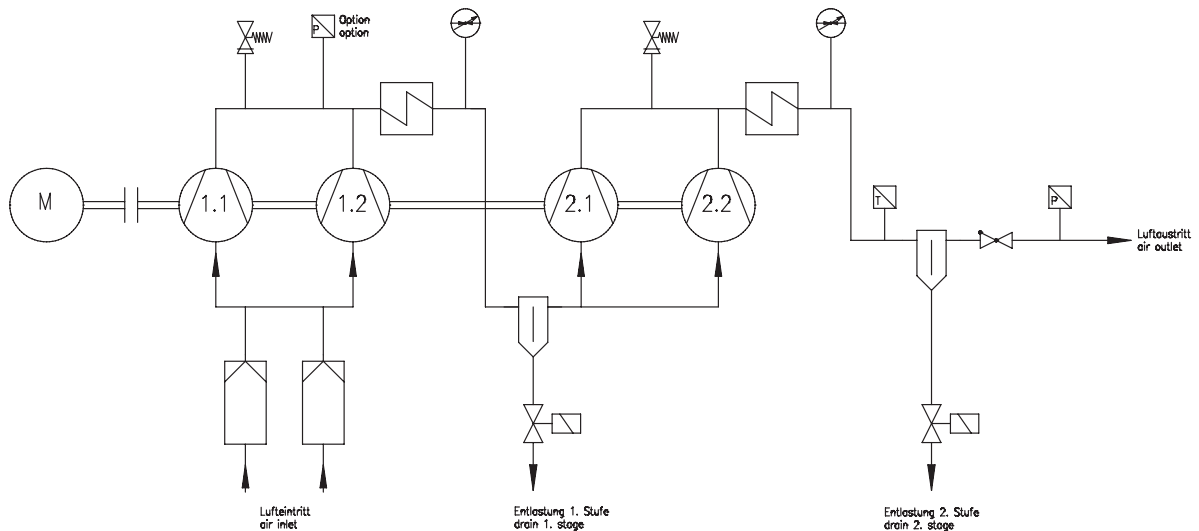 P
Option
option
M
1.1
1.2
2.1
2.2
T
P
Luftaustritt
air outlet
Lufteintritt
air inlet
Entlastung 1. Stufe
drain 1. stage
Entlastung 2. Stufe
drain 2. stage